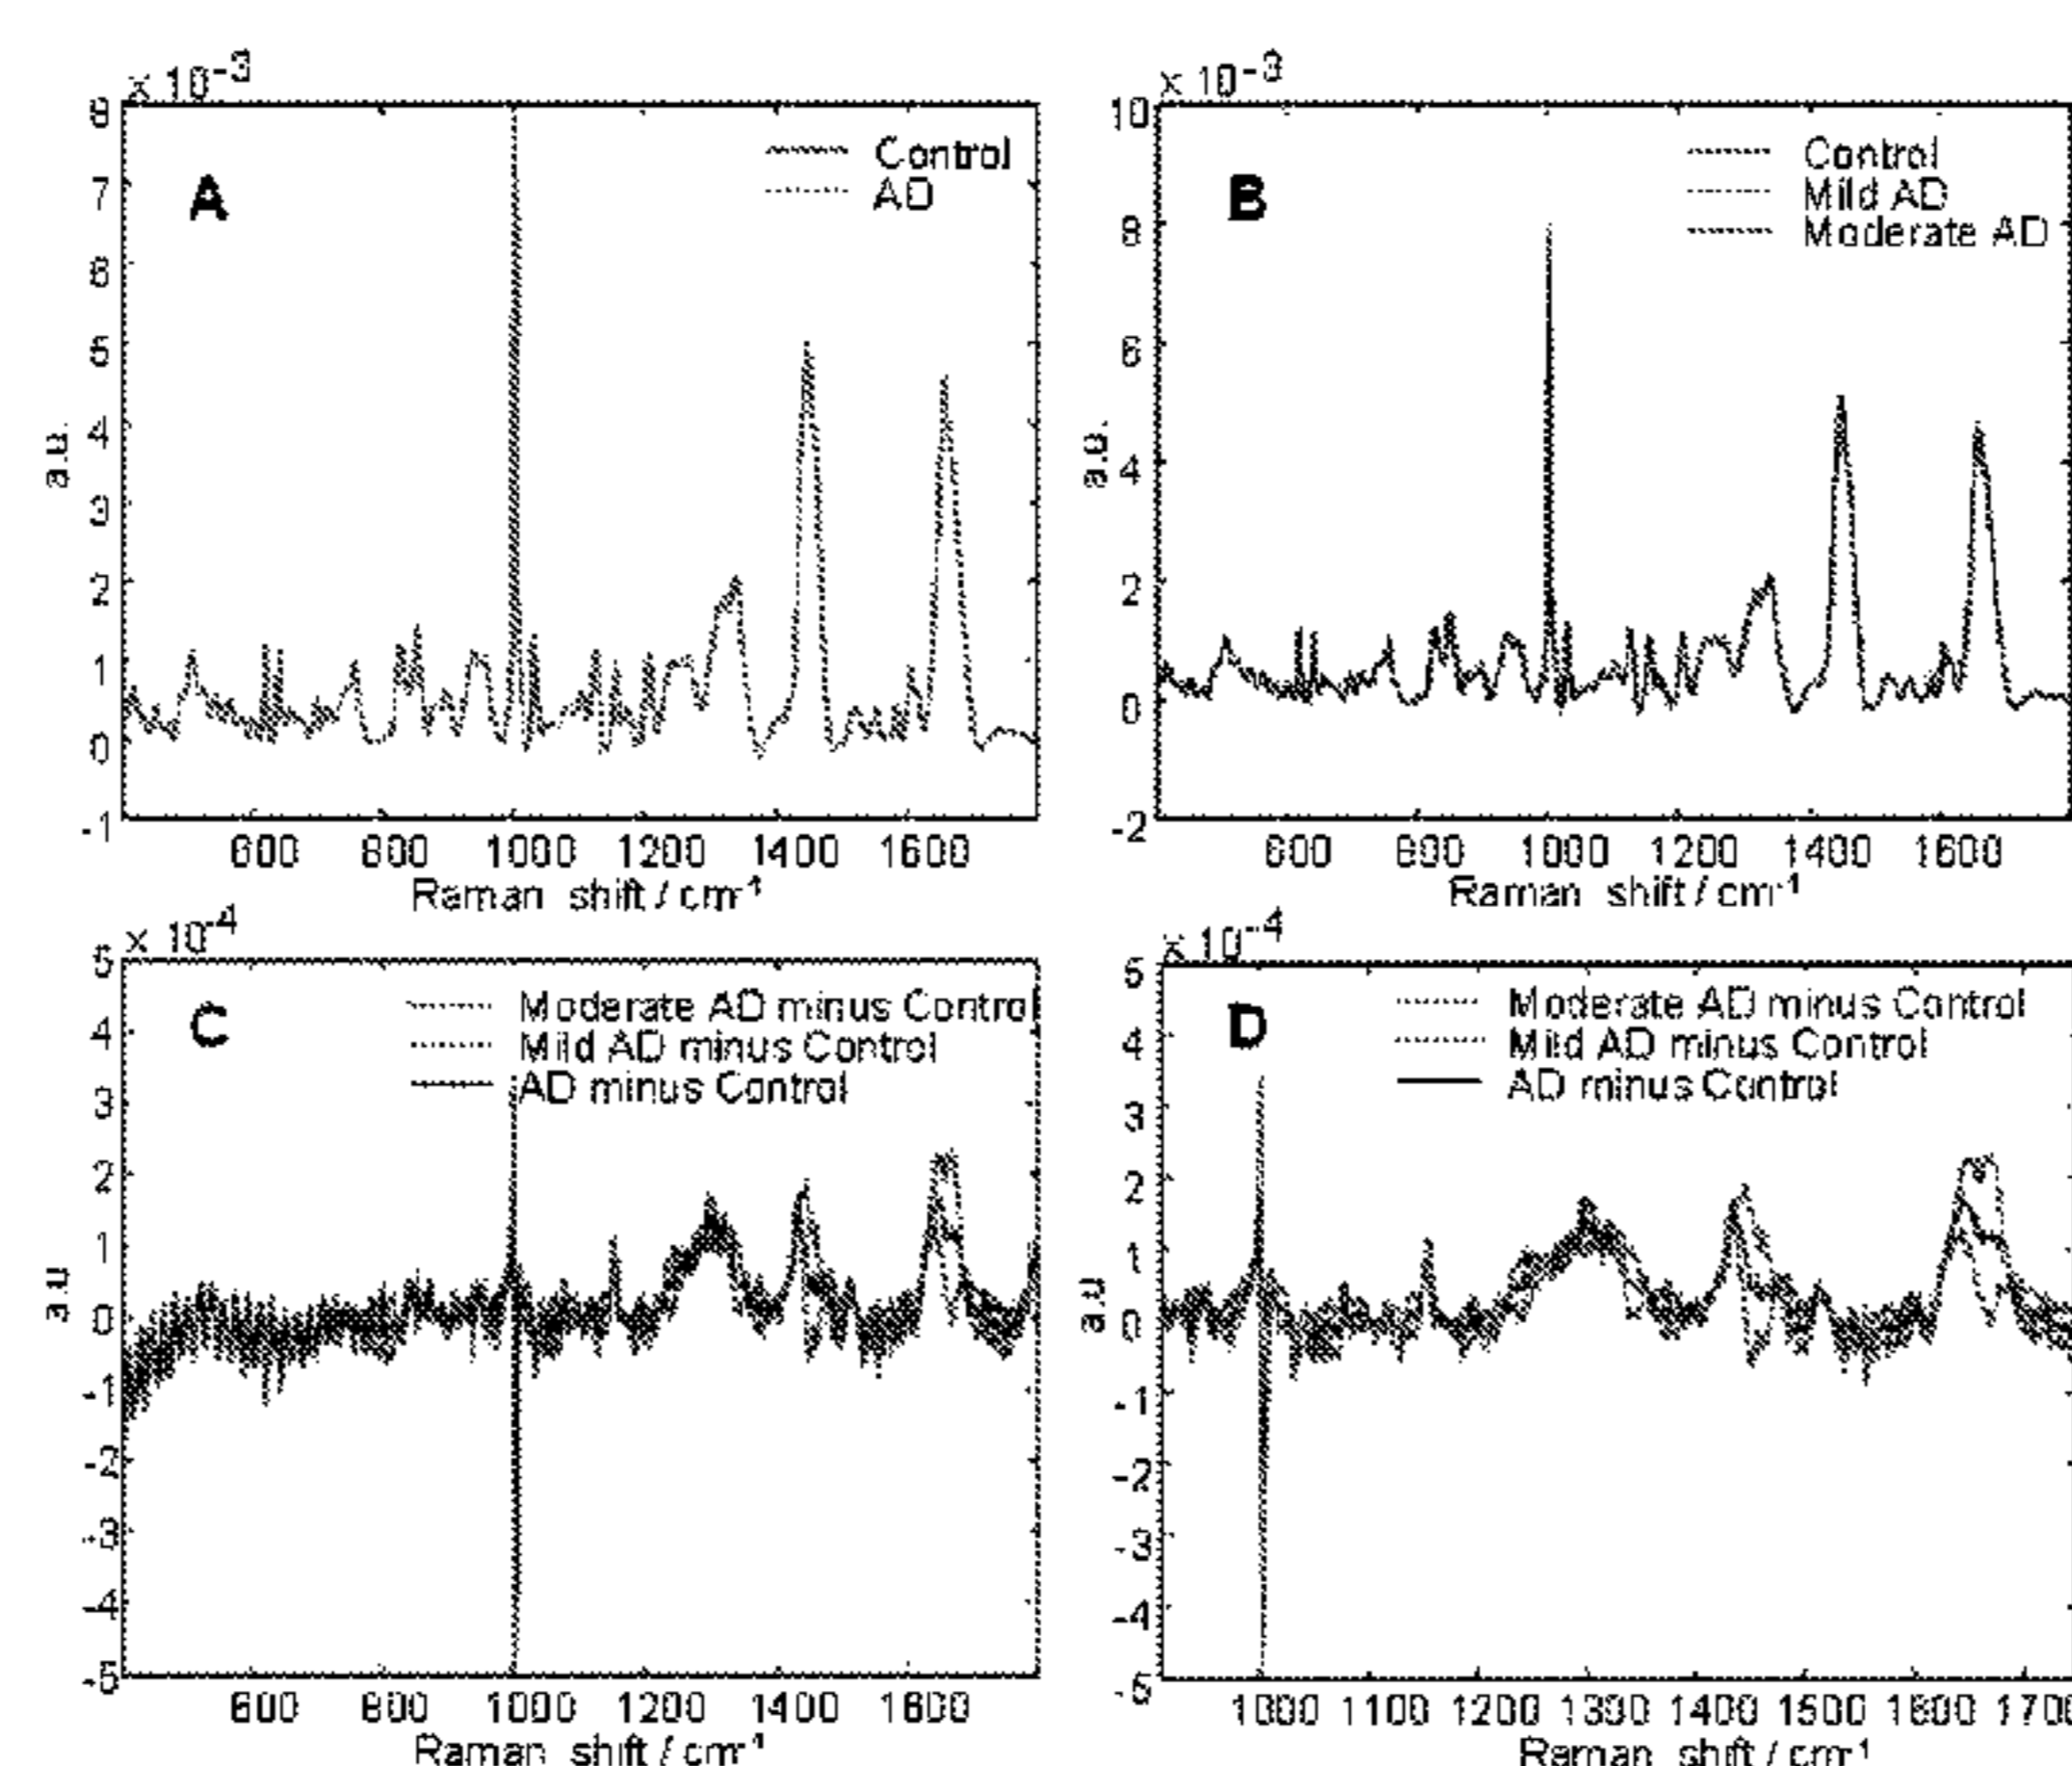 × 10-3
8
7
6
5
4
3
2
1
0
-1
a.u.
A
Control
AD
600 800 1000 1200 1400 1600
Raman shift / cm-1
× 10-3
10
8
6
4
2
0
-2
a.u.
B
Control
Mild AD
Moderate AD
600 800 1000 1200 1400 1600
Raman shift / cm-1
× 10-4
5
4
3
2
1
0
-1
-2
-3
-4
-5
a.u
C
Moderate AD minus Control
Mild AD minus Control
AD minus Control
600 800 1000 1200 1400 1600
Raman shift / cm-1
× 10-4
5
4
3
2
1
0
-1
-2
-3
-4
-5
a.u
D
Moderate AD minus Control
Mild AD minus Control
AD minus Control
1000 1100 1200 1300 1400 1500 1600 1700
Raman shift / cm-1